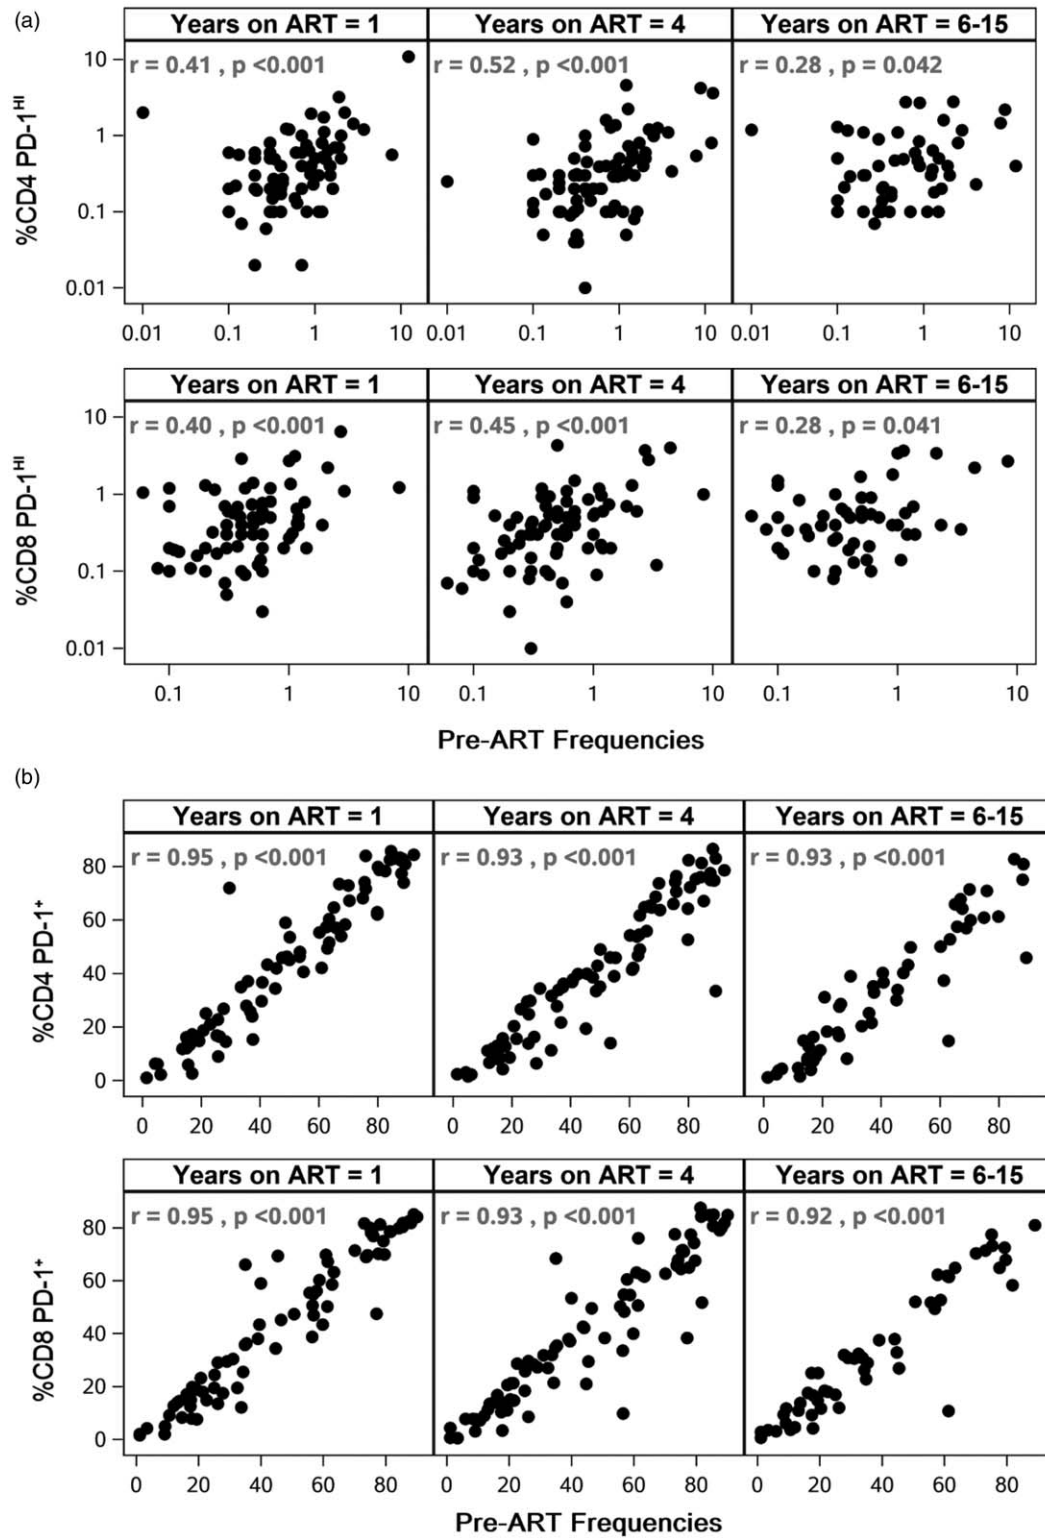 (a)
Years on ART = 1 Years on ART = 4 Years on ART = 6-15
r = 0.41 , p <0.001 r = 0.52 , p <0.001 r = 0.28 , p = 0.042
%CD4 PD-1HI
10
1
0.1
0.01
0.01 0.1 1 10 0.01 0.1 1 10 0.01 0.1 1 10
Years on ART = 1 Years on ART = 4 Years on ART = 6-15
r = 0.40 , p <0.001 r = 0.45 , p <0.001 r = 0.28 , p = 0.041
%CD8 PD-1HI
10
1
0.1
0.01
0.1 1 10 0.1 1 10 0.1 1 10
Pre-ART Frequencies
(b)
Years on ART = 1 Years on ART = 4 Years on ART = 6-15
r = 0.95 , p <0.001 r = 0.93 , p <0.001 r = 0.93 , p <0.001
%CD4 PD-1+
80
60
40
20
0
0 20 40 60 80 0 20 40 60 80 0 20 40 60 80
Years on ART = 1 Years on ART = 4 Years on ART = 6-15
r = 0.95 , p <0.001 r = 0.93 , p <0.001 r = 0.92 , p <0.001
%CD8 PD-1+
80
60
40
20
0
0 20 40 60 80 0 20 40 60 80 0 20 40 60 80
Pre-ART Frequencies